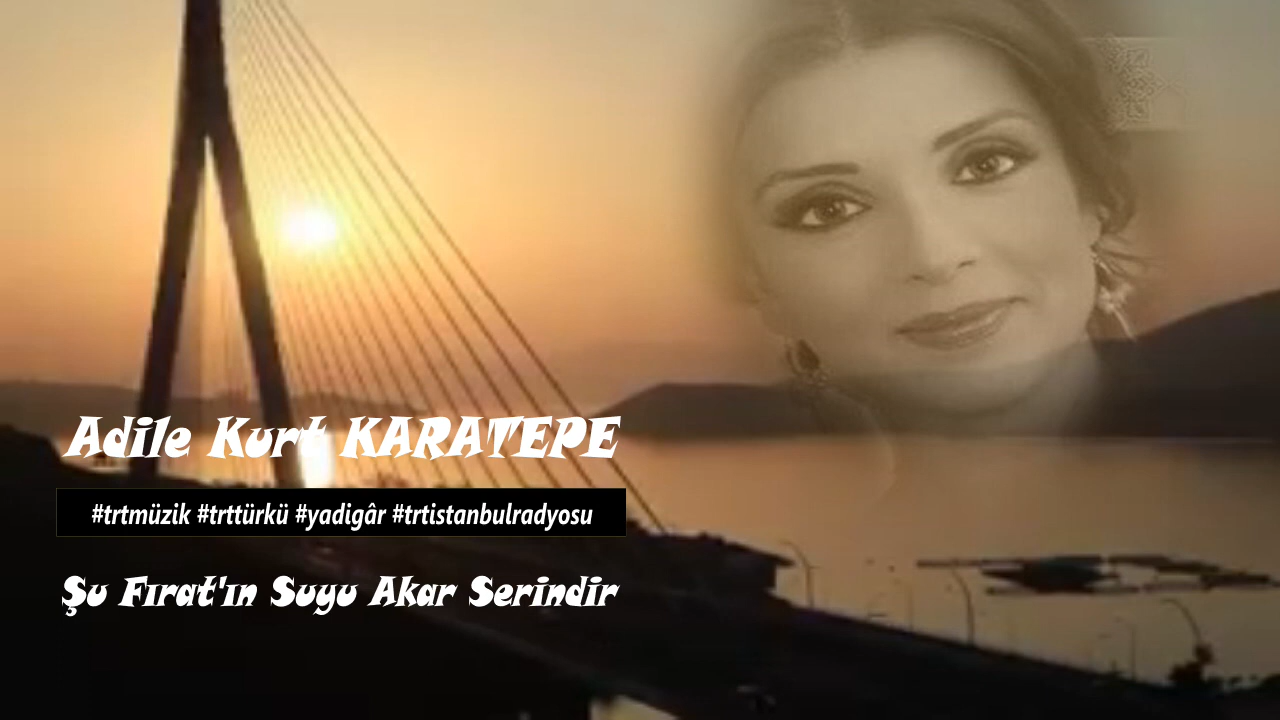 Adile Kurt KARATEPE
#trtmüzik #trttürkü #yadigâr #trtistanbulradyosu
Şu Fırat'ın Suyu Akar Serindir